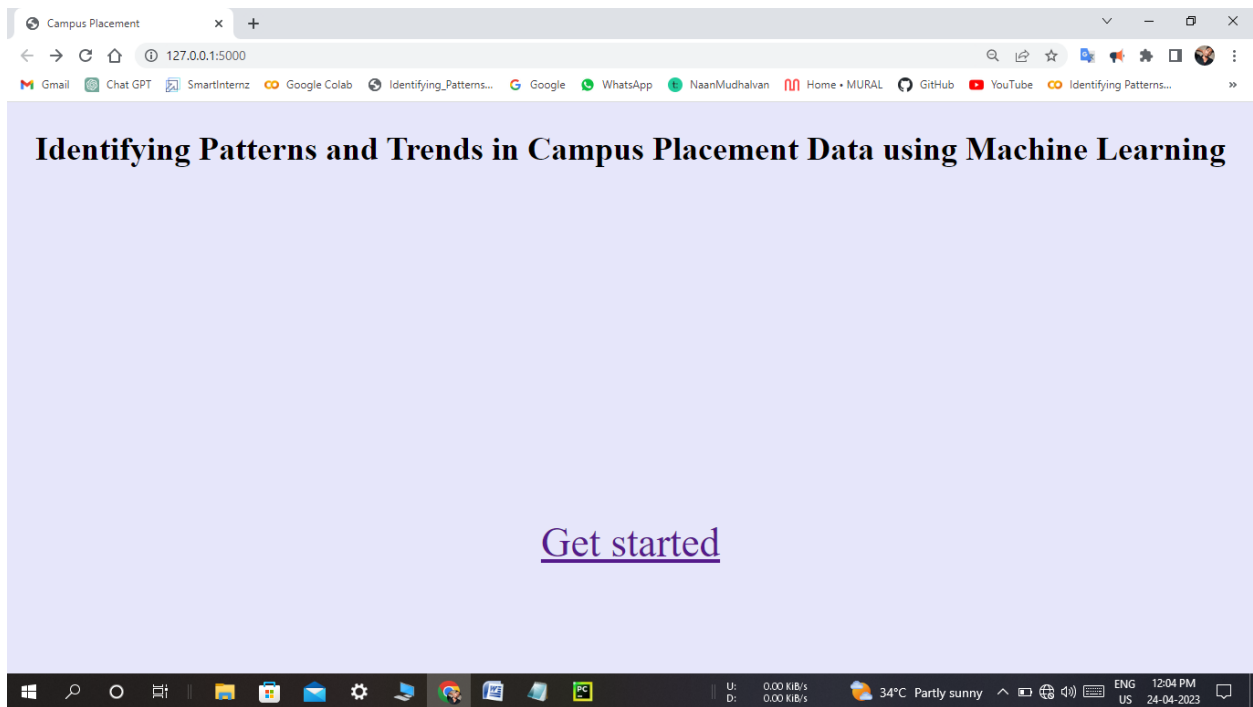 Campus Placement
127.0.0.1:5000
Gmail Chat GPT SmartInternz Google Colab Identifying_Patterns... Google WhatsApp NaanMudhalvan Home • MURAL GitHub YouTube Identifying Patterns... »
Identifying Patterns and Trends in Campus Placement Data using Machine Learning
Get started
U: 0.00 KiB/s
D: 0.00 KiB/s
34°C Partly sunny
ENG 12:04 PM
US 24-04-2023